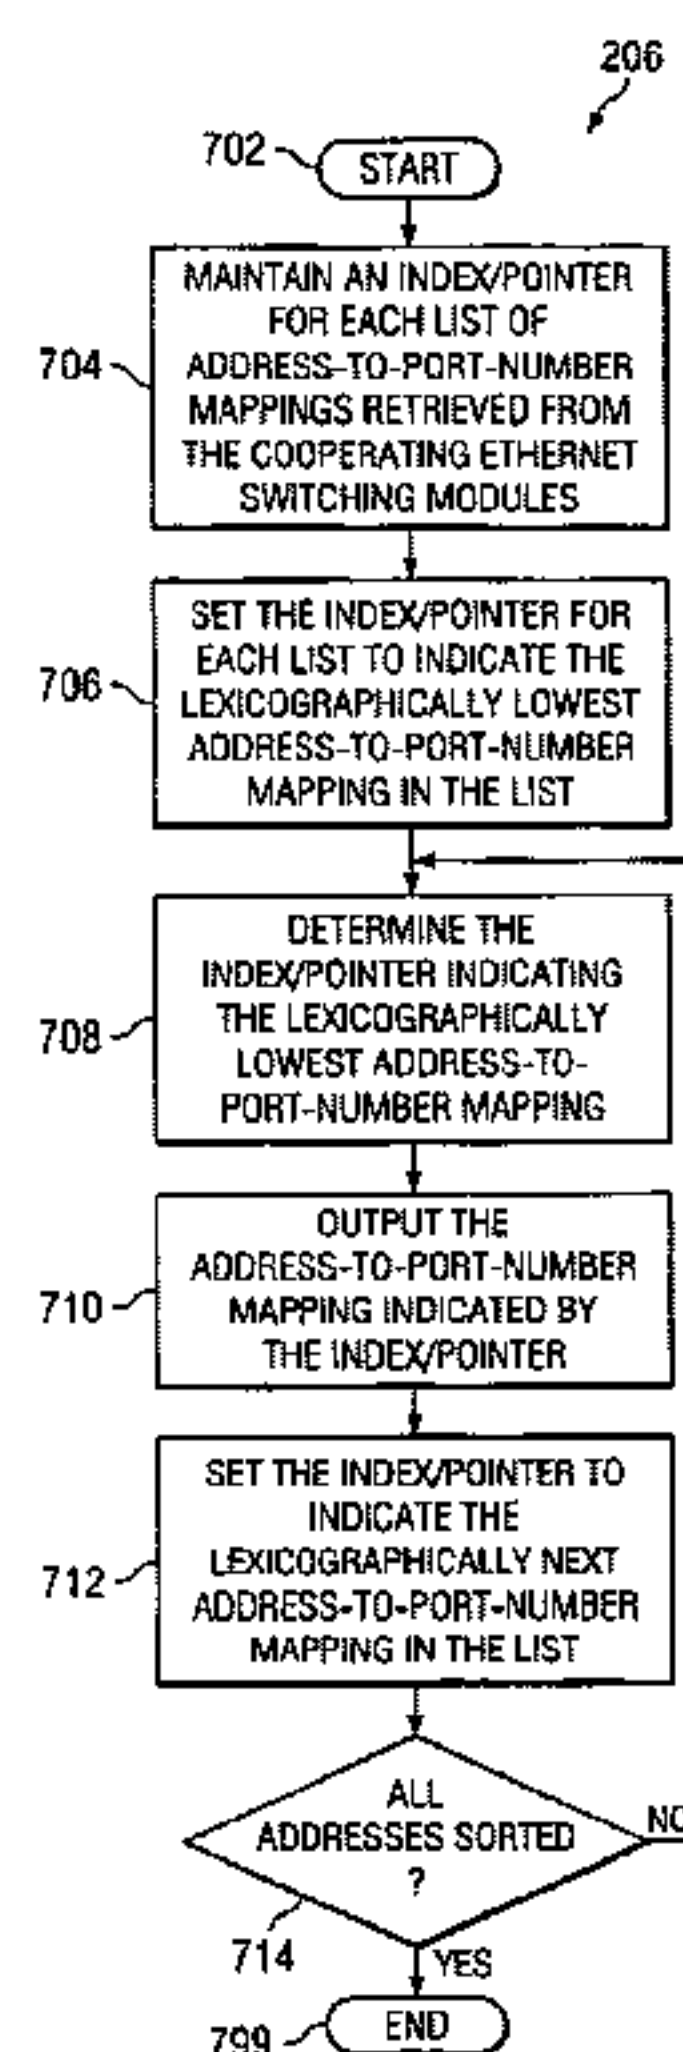 206
702
START
704
MAINTAIN AN INDEX/POINTER
FOR EACH LIST OF
ADDRESS-TO-PORT-NUMBER
MAPPINGS RETRIEVED FROM
THE COOPERATING ETHERNET
SWITCHING MODULES
706
SET THE INDEX/POINTER FOR
EACH LIST TO INDICATE THE
LEXICOGRAPHICALLY LOWEST
ADDRESS-TO-PORT-NUMBER
MAPPING IN THE LIST
708
DETERMINE THE
INDEX/POINTER INDICATING
THE LEXICOGRAPHICALLY
LOWEST ADDRESS-TO-
PORT-NUMBER MAPPING
710
OUTPUT THE
ADDRESS-TO-PORT-NUMBER
MAPPING INDICATED BY
THE INDEX/POINTER
712
SET THE INDEX/POINTER TO
INDICATE THE
LEXICOGRAPHICALLY NEXT
ADDRESS-TO-PORT-NUMBER
MAPPING IN THE LIST
ALL
ADDRESSES SORTED
?
NO
714
YES
799
END